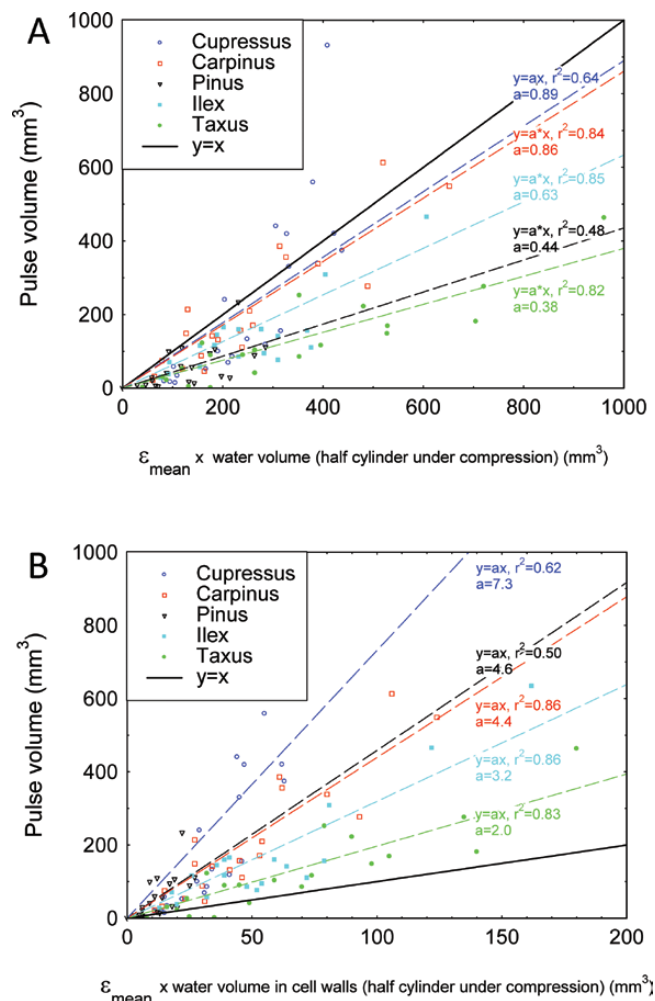 A
Pulse volume (mm³)
1000
800
600
400
200
0
Cupressus
Carpinus
Pinus
Ilex
Taxus
y=x
y=ax, r²=0.64
a=0.89
y=a*x, r²=0.84
a=0.86
y=a*x, r²=0.85
a=0.63
y=a*x, r²=0.48
a=0.44
y=a*x, r²=0.82
a=0.38
0 200 400 600 800 1000
εmean x water volume (half cylinder under compression) (mm³)
B
Pulse volume (mm³)
1000
800
600
400
200
0
Cupressus
Carpinus
Pinus
Ilex
Taxus
y=x
y=ax, r²=0.62
a=7.3
y=ax, r²=0.50
a=4.6
y=ax, r²=0.86
a=4.4
y=ax, r²=0.86
a=3.2
y=ax, r²=0.83
a=2.0
0 50 100 150 200
εmean x water volume in cell walls (half cylinder under compression) (mm³)